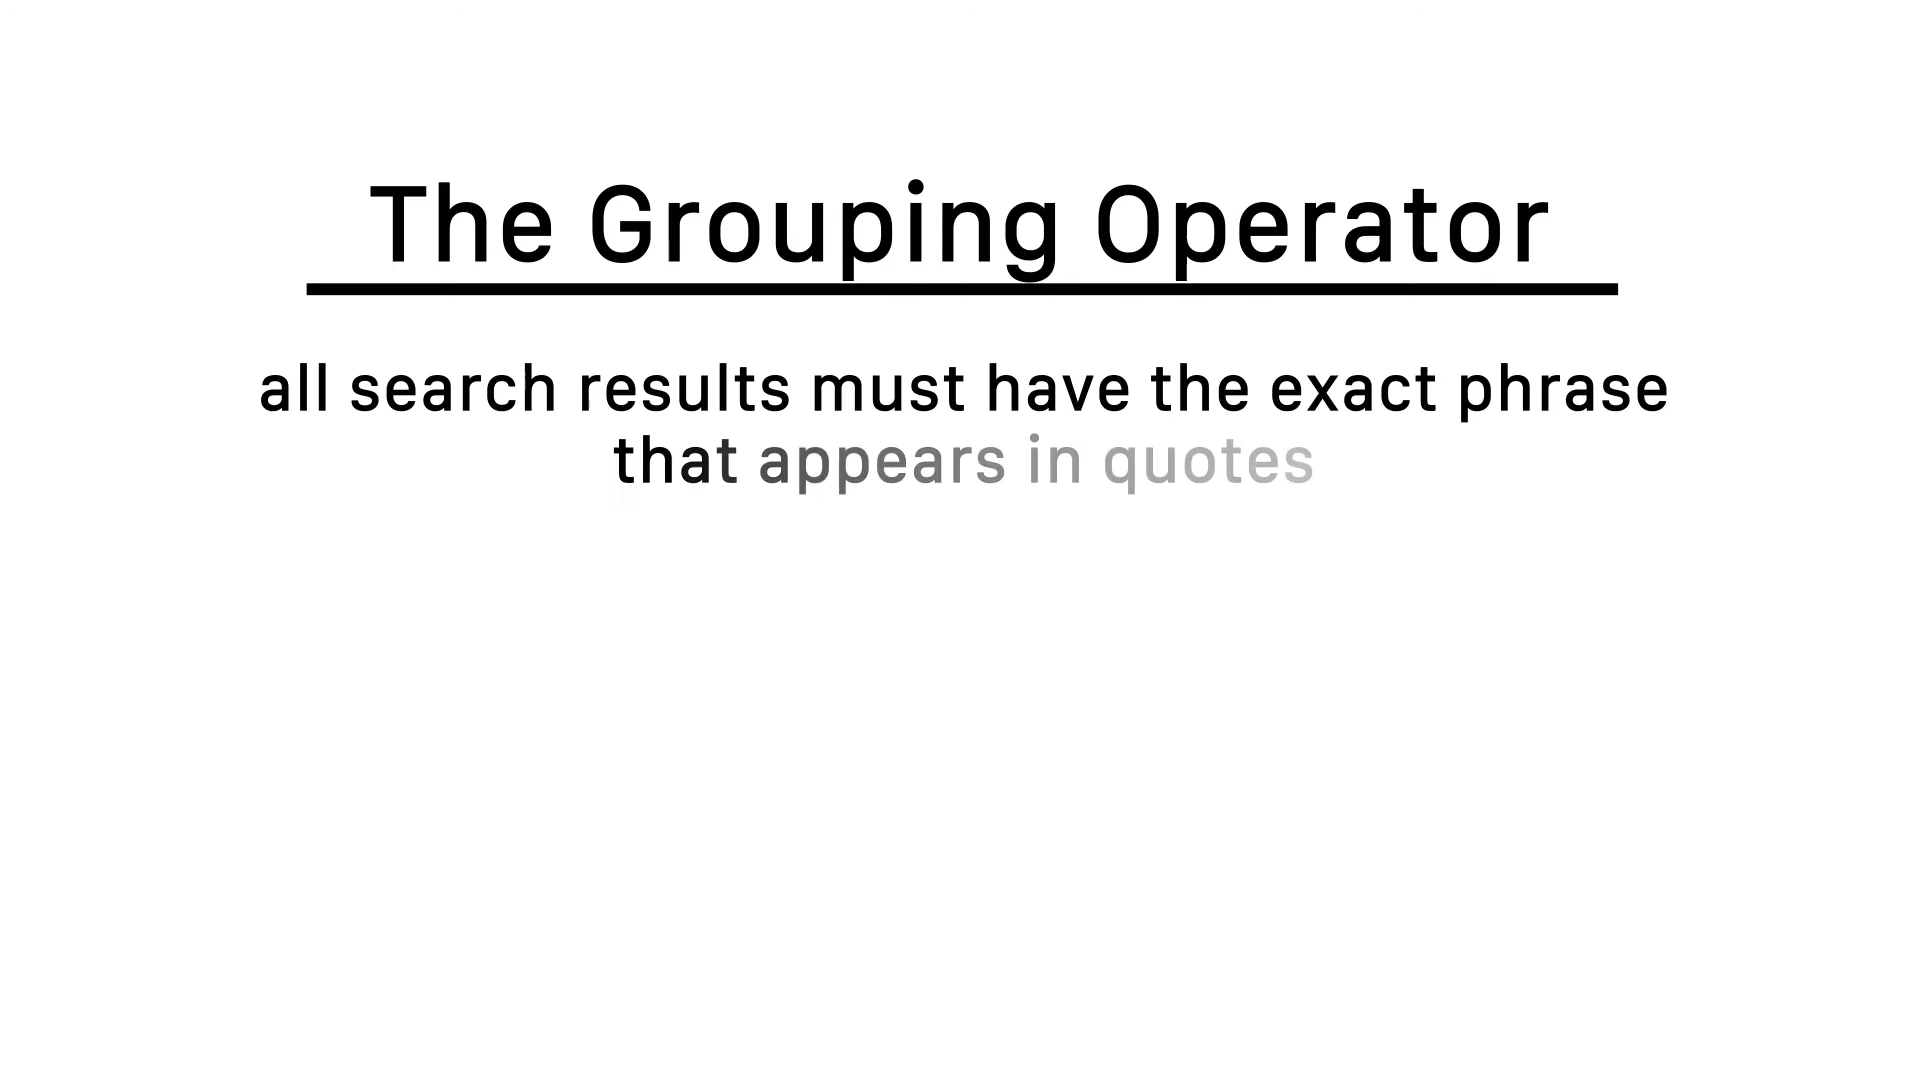 The Grouping Operator
all search results must have the exact phrase
that appears in quotes